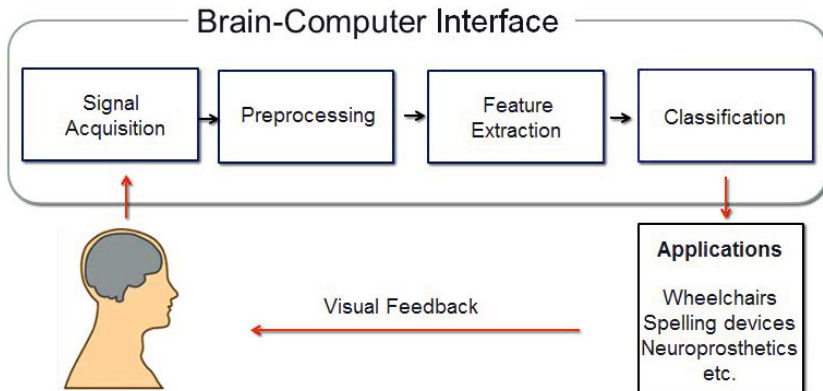 Brain-Computer Interface
Signal
Acquisition
Preprocessing
Feature
Extraction
Classification
Applications
Wheelchairs
Spelling devices
Neuroprosthetics
etc.
Visual Feedback